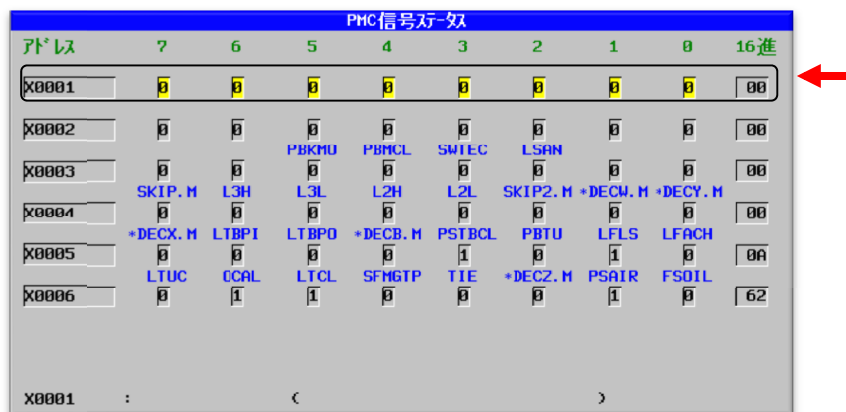 PMC信号ステータス
アドレス 7 6 5 4 3 2 1 0 16進
X0001 0 0 0 0 0 0 0 0 00
X0002 0 0 0 0 0 0 0 0 00
PBKMU PBMCL SWTEC LSAN
X0003 0 0 0 0 0 0 0 0 00
SKIP.M L3H L3L L2H L2L SKIP2.M *DECW.M *DECY.M
X0004 0 0 0 0 0 0 0 0 00
*DECX.M LTBPI LTBPO *DECB.M PSTBCL PBTU LFLS LFACH
X0005 0 0 0 0 1 0 1 0 0A
LTUC OCAL LTCL SFMGTP TIE *DECZ.M PSAIR FSOIL
X0006 0 1 1 0 0 0 1 0 62
X0001 : ( )